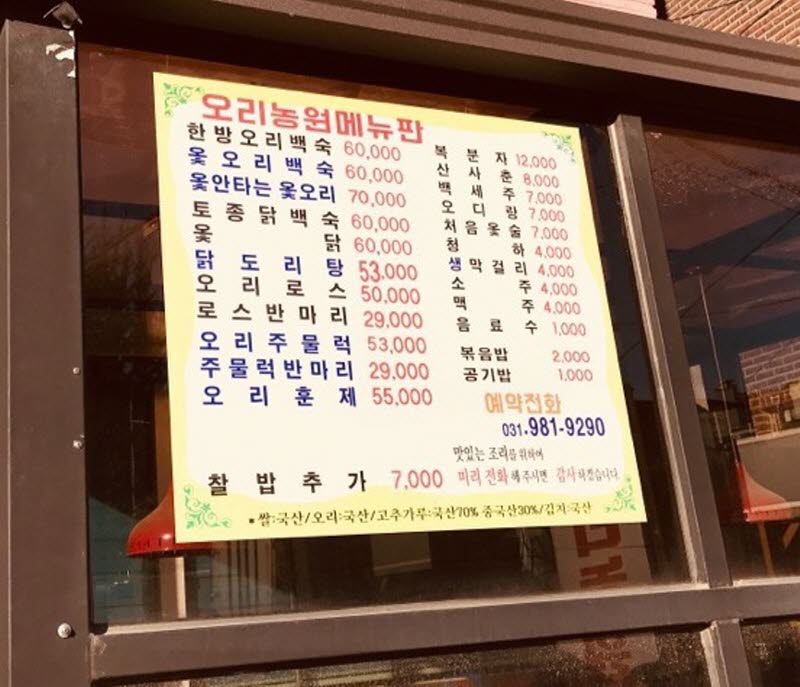 오리농원메뉴판
한방오리백숙 60,000
옻오리백숙 60,000
옻안타는옻오리 70,000
토종닭백숙 60,000
옻닭 60,000
닭도리탕 53,000
오리로스 50,000
로스반마리 29,000
오리주물럭 53,000
주물럭반마리 29,000
오리훈제 55,000
찰밥추가 7,000
복분자 12,000
산사춘 8,000
백세주 7,000
오디랑 7,000
처음옻술 7,000
청하 4,000
생막걸리 4,000
소주 4,000
맥주 4,000
음료수 1,000
볶음밥 2,000
공기밥 1,000
예약전화
031.981-9290
맛있는 조리를 위하여
미리 전화해 주시면 감사하겠습니다.
▪쌀:국산/오리:국산/고추가루:국산70% 중국산30%/김치:국산